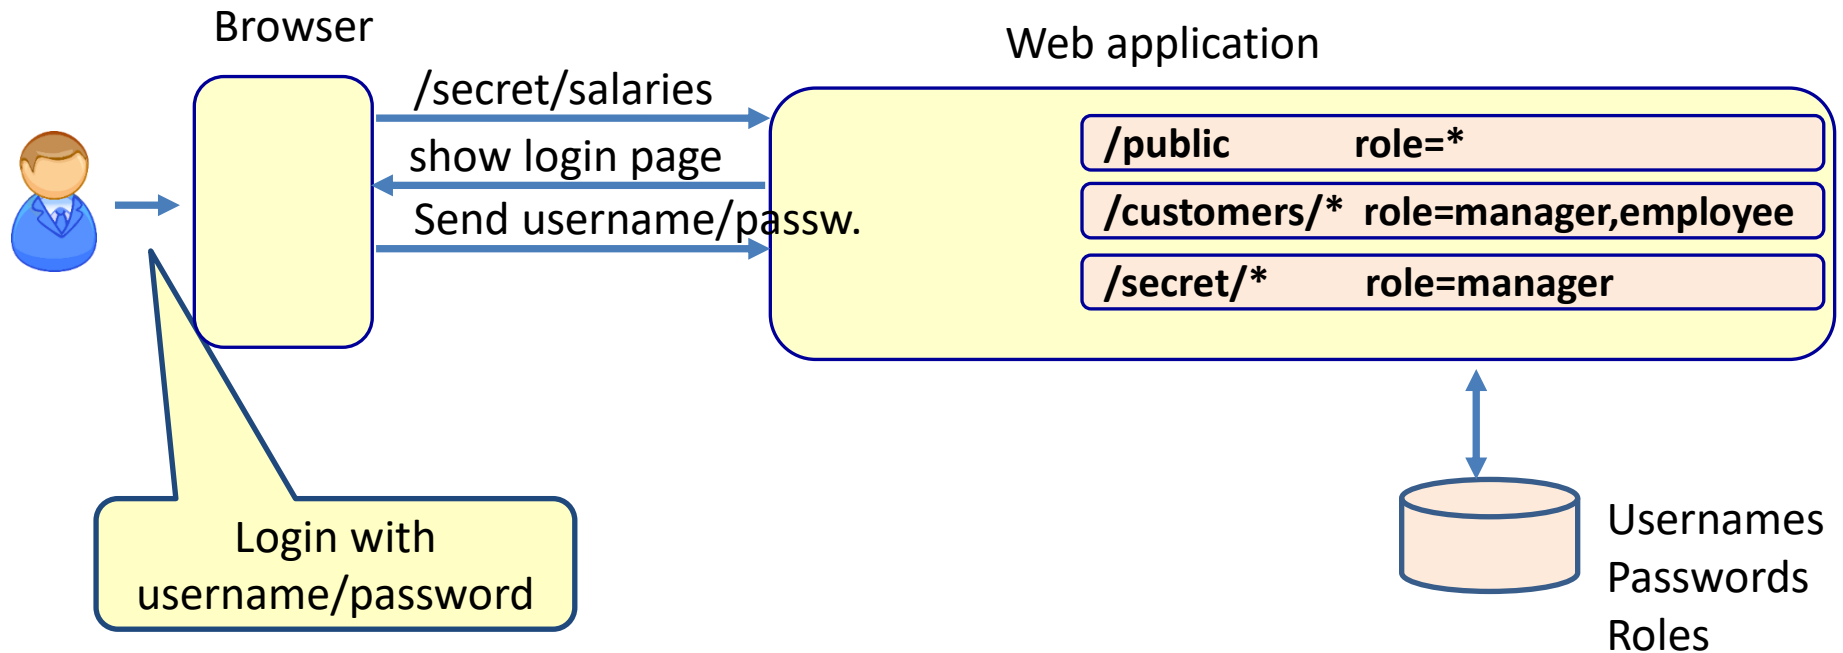 Browser
Web application
/secret/salaries
show login page
Send username/passw.
/public role=*
/customers/* role=manager,employee
/secret/* role=manager
Login with
username/password
Usernames
Passwords
Roles